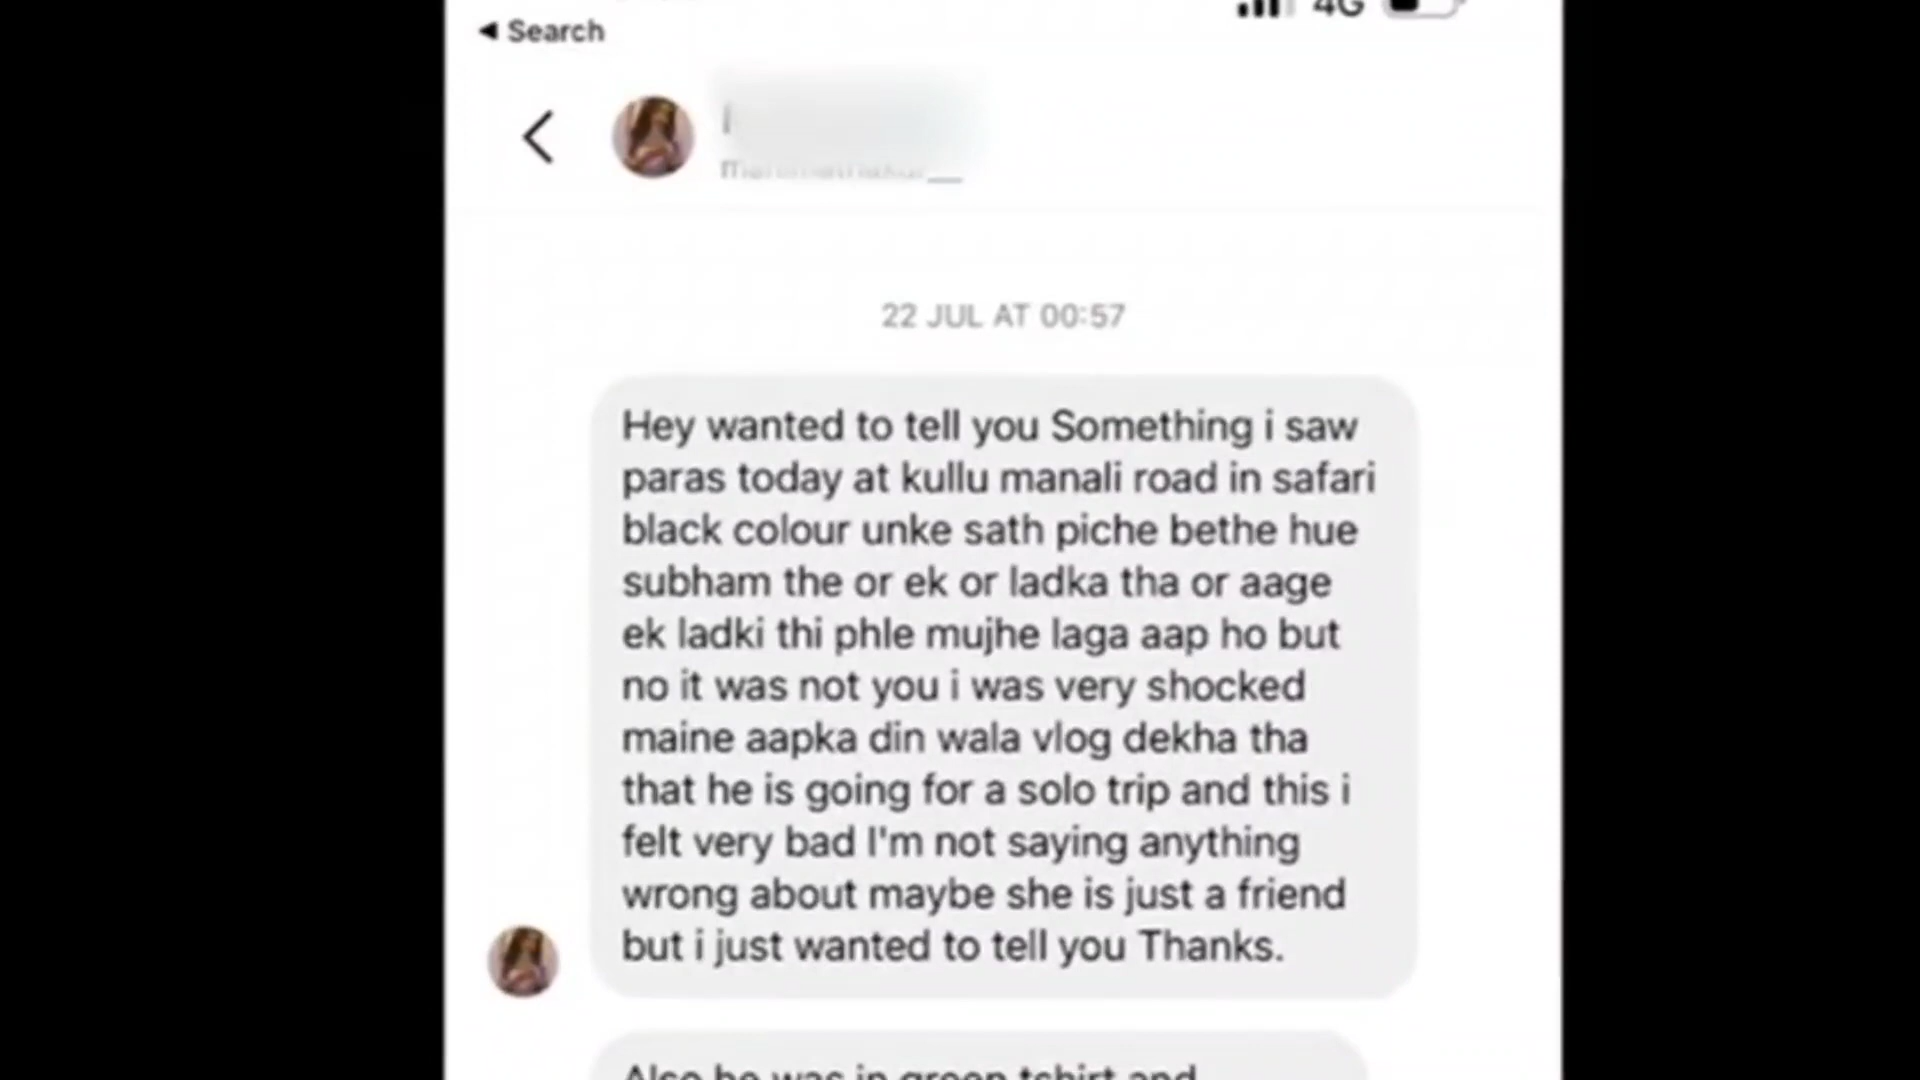 Search
4G
22 JUL AT 00:57
Hey wanted to tell you Something i saw
paras today at kullu manali road in safari
black colour unke sath piche bethe hue
subham the or ek or ladka tha or aage
ek ladki thi phle mujhe laga aap ho but
no it was not you i was very shocked
maine aapka din wala vlog dekha tha
that he is going for a solo trip and this i
felt very bad I'm not saying anything
wrong about maybe she is just a friend
but i just wanted to tell you Thanks.
Also he was in green tshirt and